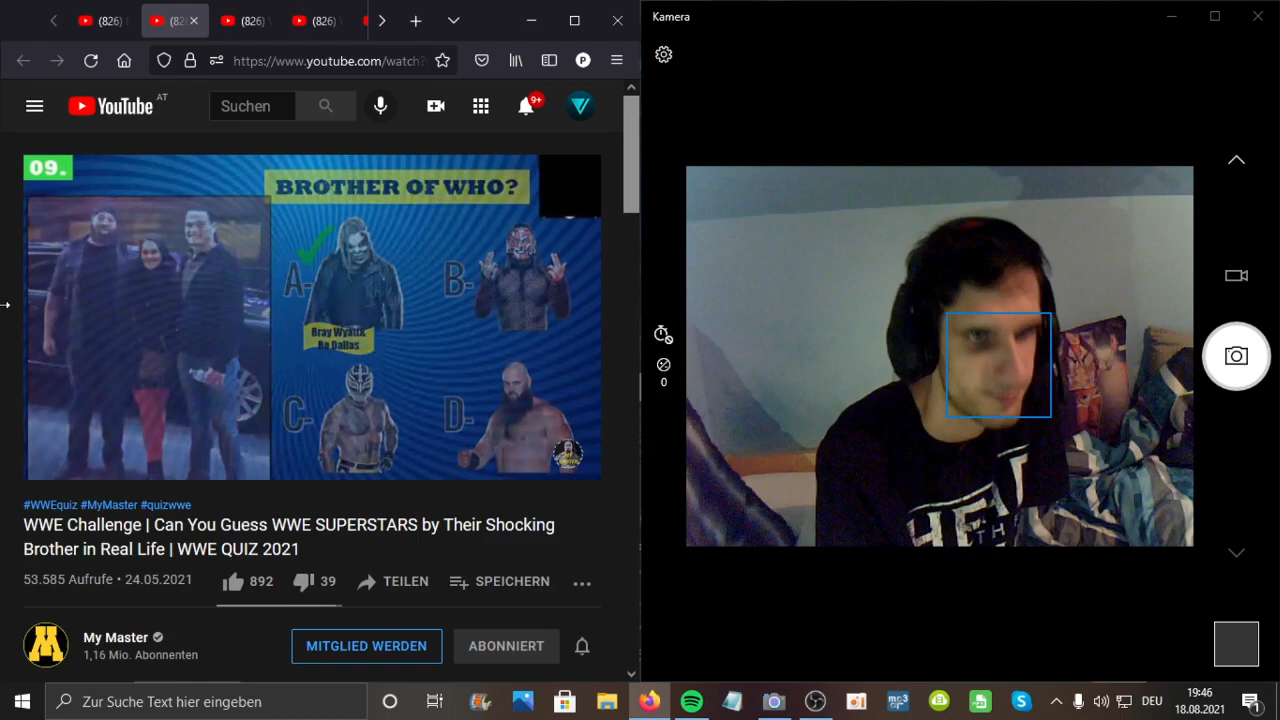 (826)
(82
(826)
(826)
https://www.youtube.com/watch?
P
YouTube
AT
Suchen
9+
09.
BROTHER OF WHO?
A-
B-
Bray Wyatt&
Bo Dallas
C-
D-
#WWEquiz #MyMaster #quizwwe
WWE Challenge | Can You Guess WWE SUPERSTARS by Their Shocking
Brother in Real Life | WWE QUIZ 2021
53.585 Aufrufe • 24.05.2021
892
39
TEILEN
SPEICHERN
My Master
1,16 Mio. Abonnenten
MITGLIED WERDEN
ABONNIERT
Kamera
0
Zur Suche Text hier eingeben
mp3
DEU
19:46
18.08.2021
1